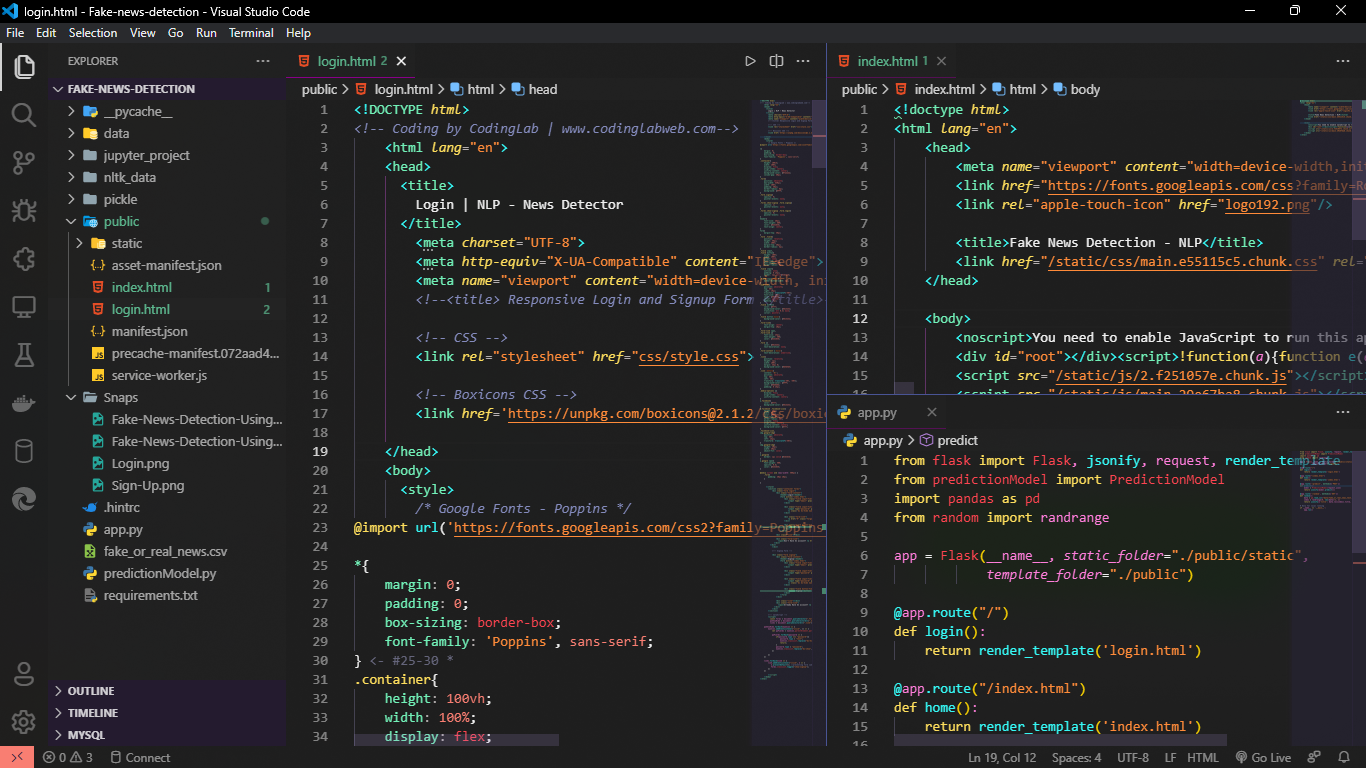 login.html - Fake-news-detection - Visual Studio Code
File Edit Selection View Go Run Terminal Help
EXPLORER
FAKE-NEWS-DETECTION
__pycache__
data
jupyter_project
nltk_data
pickle
public
static
asset-manifest.json
index.html 1
login.html 2
manifest.json
precache-manifest.072aad4...
service-worker.js
Snaps
Fake-News-Detection-Using...
Fake-News-Detection-Using...
Login.png
Sign-Up.png
.hintrc
app.py
fake_or_real_news.csv
predictionModel.py
requirements.txt
OUTLINE
TIMELINE
MYSQL
login.html 2
public > login.html > html > head
1 <!DOCTYPE html>
2 <!-- Coding by CodingLab | www.codinglabweb.com-->
3 <html lang="en">
4 <head>
5 <title>
6 Login | NLP - News Detector
7 </title>
8 <meta charset="UTF-8">
9 <meta http-equiv="X-UA-Compatible" content="IE=edge">
10 <meta name="viewport" content="width=device-width, ini
11 <!--<title> Responsive Login and Signup Form </title>
12
13 <!-- CSS -->
14 <link rel="stylesheet" href="css/style.css">
15
16 <!-- Boxicons CSS -->
17 <link href='https://unpkg.com/boxicons@2.1.2/css/boxi
18
19 </head>
20 <body>
21 <style>
22 /* Google Fonts - Poppins */
23 @import url('https://fonts.googleapis.com/css2?family=Poppins
24
25 *{
26 margin: 0;
27 padding: 0;
28 box-sizing: border-box;
29 font-family: 'Poppins', sans-serif;
30 } <- #25-30 *
31 .container{
32 height: 100vh;
33 width: 100%;
34 display: flex;
index.html 1
public > index.html > html > body
1 <!doctype html>
2 <html lang="en">
3 <head>
4 <meta name="viewport" content="width=device-width,ini
5 <link href="https://fonts.googleapis.com/css?family=R
6 <link rel="apple-touch-icon" href="logo192.png"/>
7
8 <title>Fake News Detection - NLP</title>
9 <link href="/static/css/main.e55115c5.chunk.css" rel=
10 </head>
11
12 <body>
13 <noscript>You need to enable JavaScript to run this a
14 <div id="root"></div><script>!function(a){function e(
15 <script src="/static/js/2.f251057e.chunk.js"></script
app.py
app.py > predict
1 from flask import Flask, jsonify, request, render_template
2 from predictionModel import PredictionModel
3 import pandas as pd
4 from random import randrange
5
6 app = Flask(__name__, static_folder="./public/static",
7 template_folder="./public")
8
9 @app.route("/")
10 def login():
11 return render_template('login.html')
12
13 @app.route("/index.html")
14 def home():
15 return render_template('index.html')
16
0 3 Connect
Ln 19, Col 12 Spaces: 4 UTF-8 LF HTML Go Live